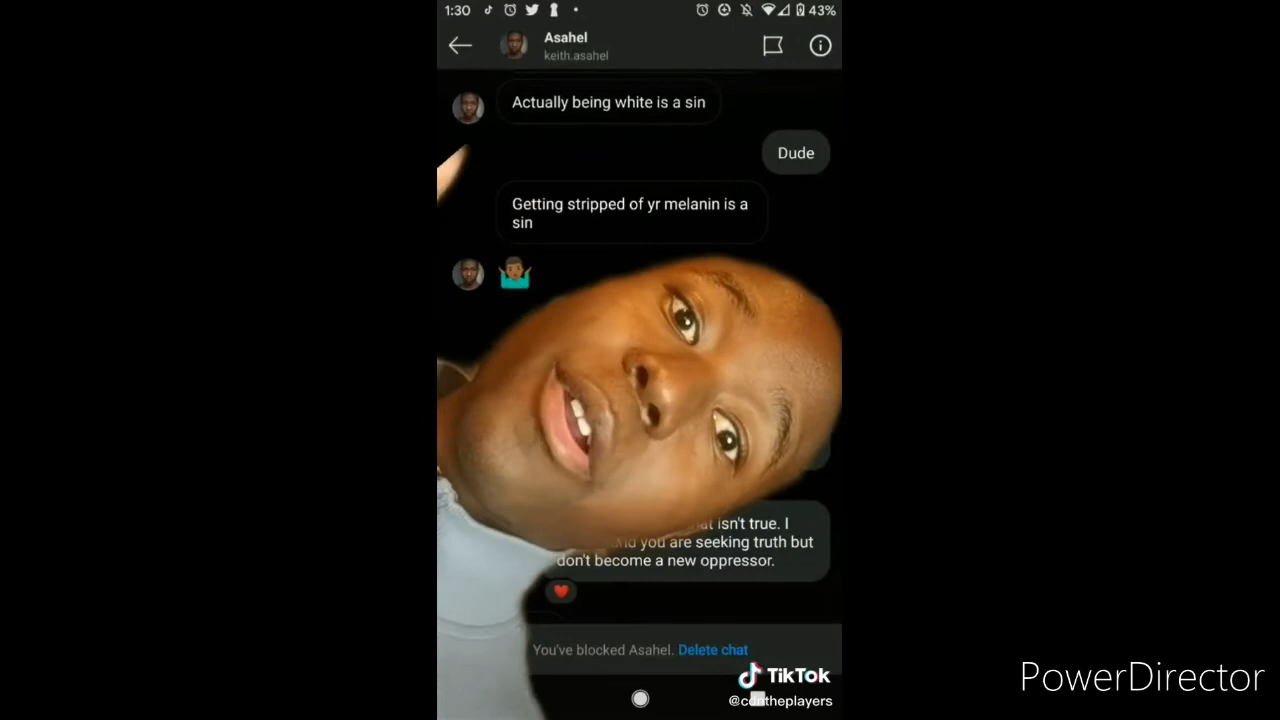 1:30
43%
Asahel
keith.asahel
Actually being white is a sin
Dude
Getting stripped of yr melanin is a
sin
isn't true. I
you are seeking truth but
don't become a new oppressor.
You've blocked Asahel. Delete chat
TikTok
@contheplayers
PowerDirector